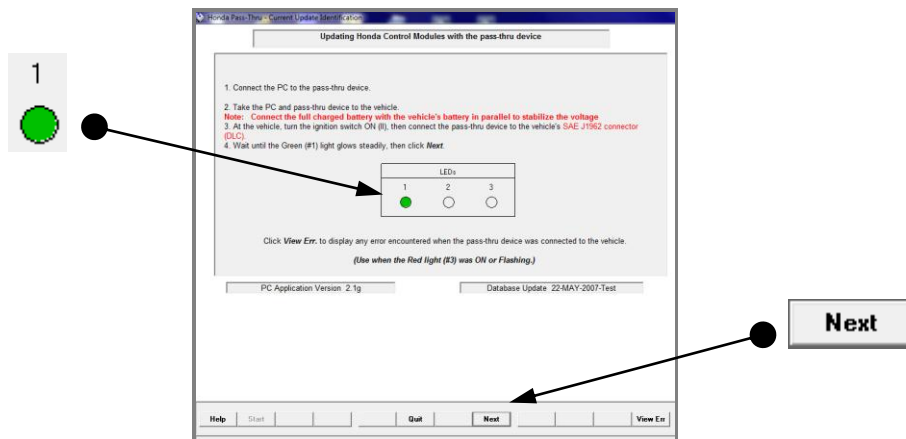 Honda Pass-Thru - Current Update Identification
Updating Honda Control Modules with the pass-thru device
1
1. Connect the PC to the pass-thru device.
2. Take the PC and pass-thru device to the vehicle.
Note: Connect the full charged battery with the vehicle's battery in parallel to stabilize the voltage
3. At the vehicle, turn the ignition switch ON (II), then connect the pass-thru device to the vehicle's SAE J1962 connector
(DLC).
4. Wait until the Green (#1) light glows steadily, then click Next.
LEDs
1 2 3
Click View Err. to display any error encountered when the pass-thru device was connected to the vehicle.
(Use when the Red light (#3) was ON or Flashing.)
PC Application Version 2.1g
Database Update 22-MAY-2007-Test
Next
Help Start Quit Next View Err